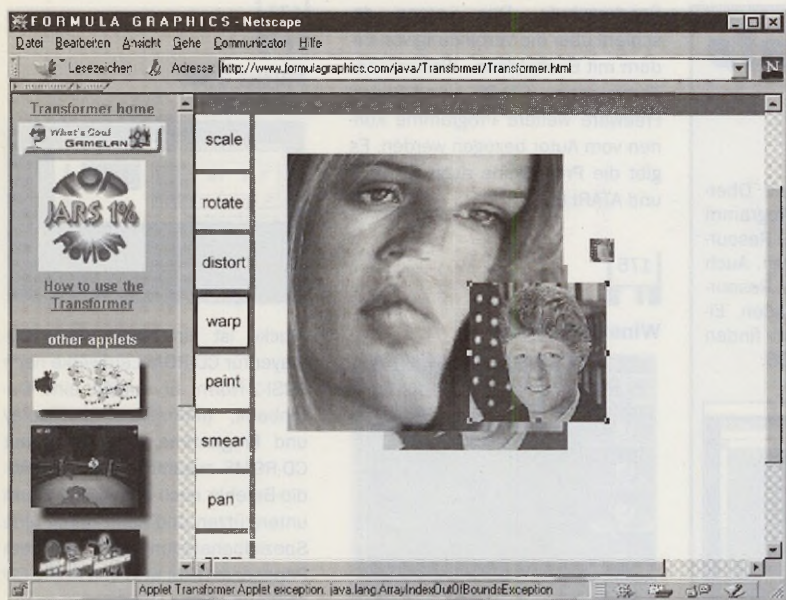 FORMULA GRAPHICS - Netscape
Datei Bearbeiten Ansicht Gehe Communicator Hilfe
Lesezeichen Adresse http://www.formulagraphics.com/java/Transformer/Transformer.html
N
Transformer home
What's Cool
GAMELAN
TOP
JARS 1%
Review
How to use the
Transformer
other applets
scale
rotate
distort
warp
paint
smear
pan
Applet Transformer Applet exception: java.lang.ArrayIndexOutOfBoundsException